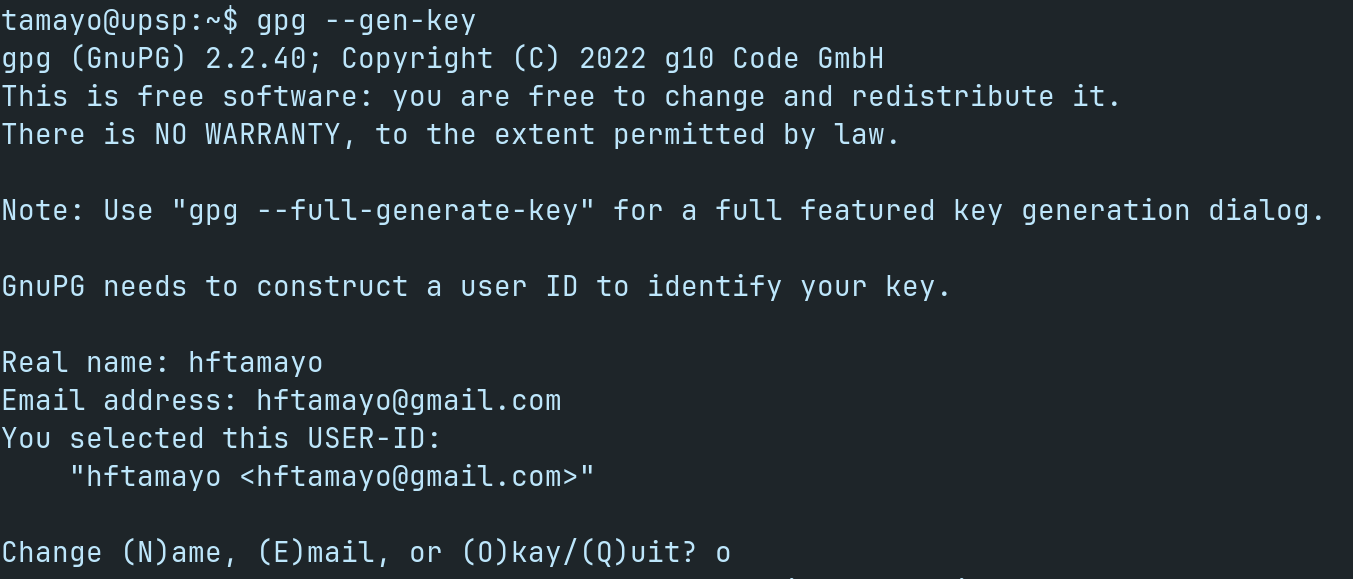 tamayo@upsp:~$ gpg --gen-key
gpg (GnuPG) 2.2.40; Copyright (C) 2022 g10 Code GmbH
This is free software: you are free to change and redistribute it.
There is NO WARRANTY, to the extent permitted by law.
Note: Use "gpg --full-generate-key" for a full featured key generation dialog.
GnuPG needs to construct a user ID to identify your key.
Real name: hftamayo
Email address: hftamayo@gmail.com
You selected this USER-ID:
    "hftamayo <hftamayo@gmail.com>"
Change (N)ame, (E)mail, or (O)kay/(Q)uit? o